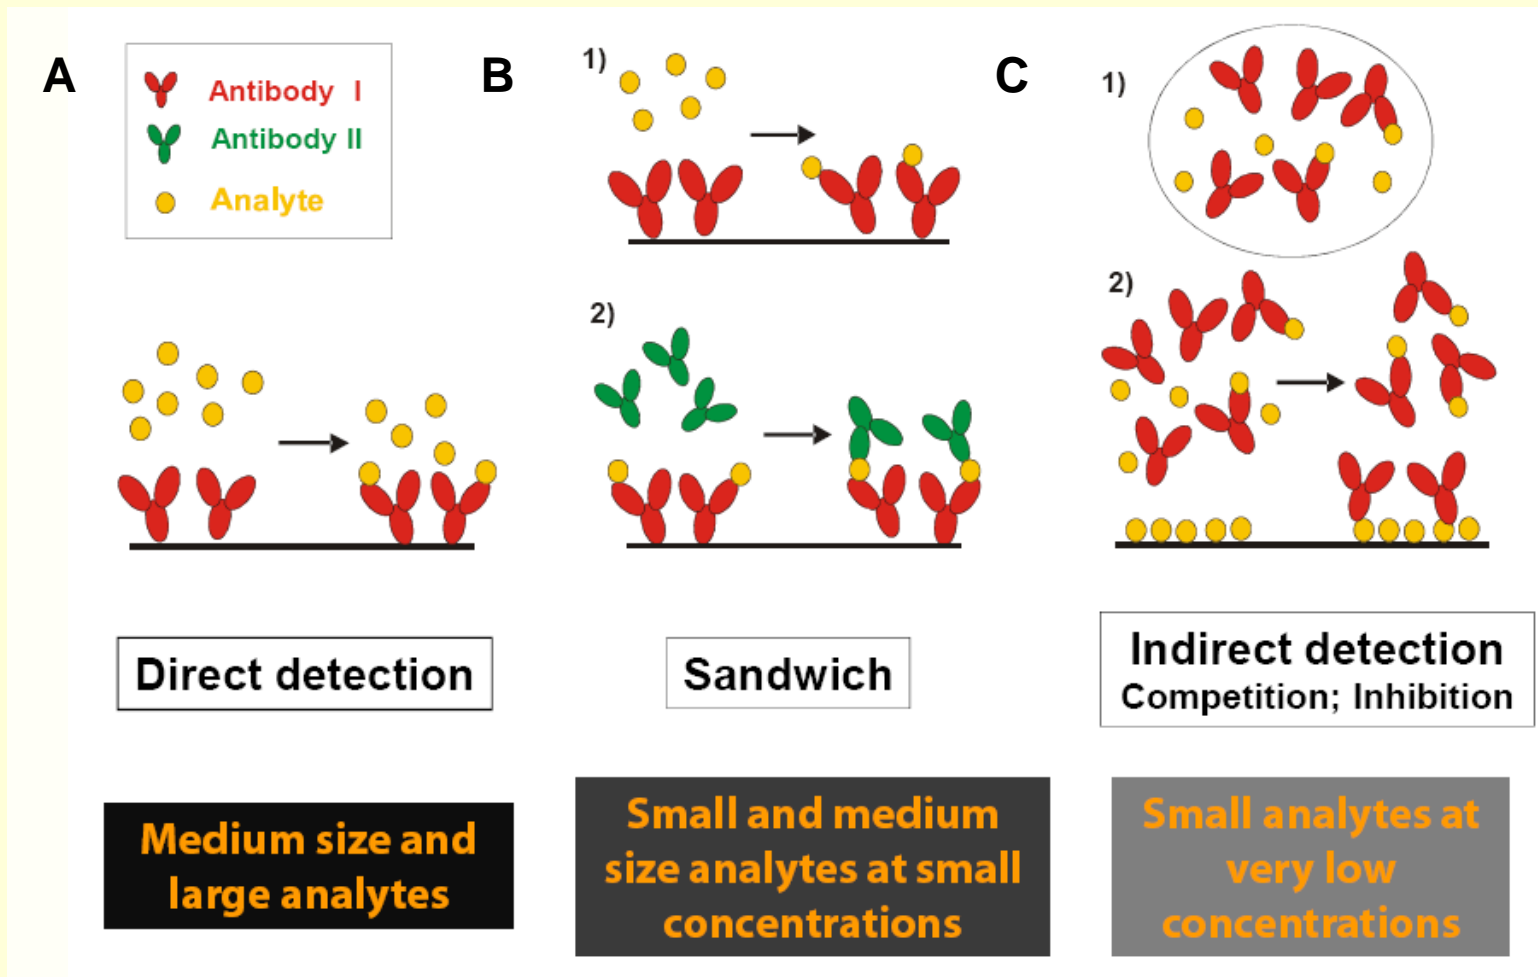 A
Antibody I
Antibody II
Analyte
Direct detection
Medium size and
large analytes
B
1)
2)
Sandwich
Small and medium
size analytes at small
concentrations
C
1)
2)
Indirect detection
Competition; Inhibition
Small analytes at
very low
concentrations